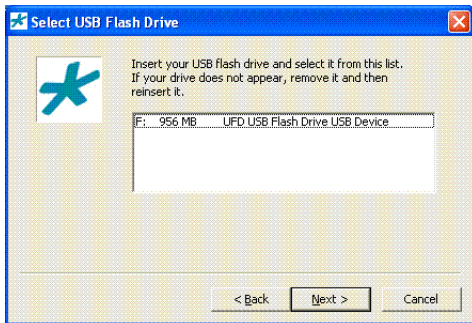 Select USB Flash Drive
Insert your USB flash drive and select it from this list.
If your drive does not appear, remove it and then
reinsert it.
F: 956 MB UFD USB Flash Drive USB Device
< Back Next > Cancel